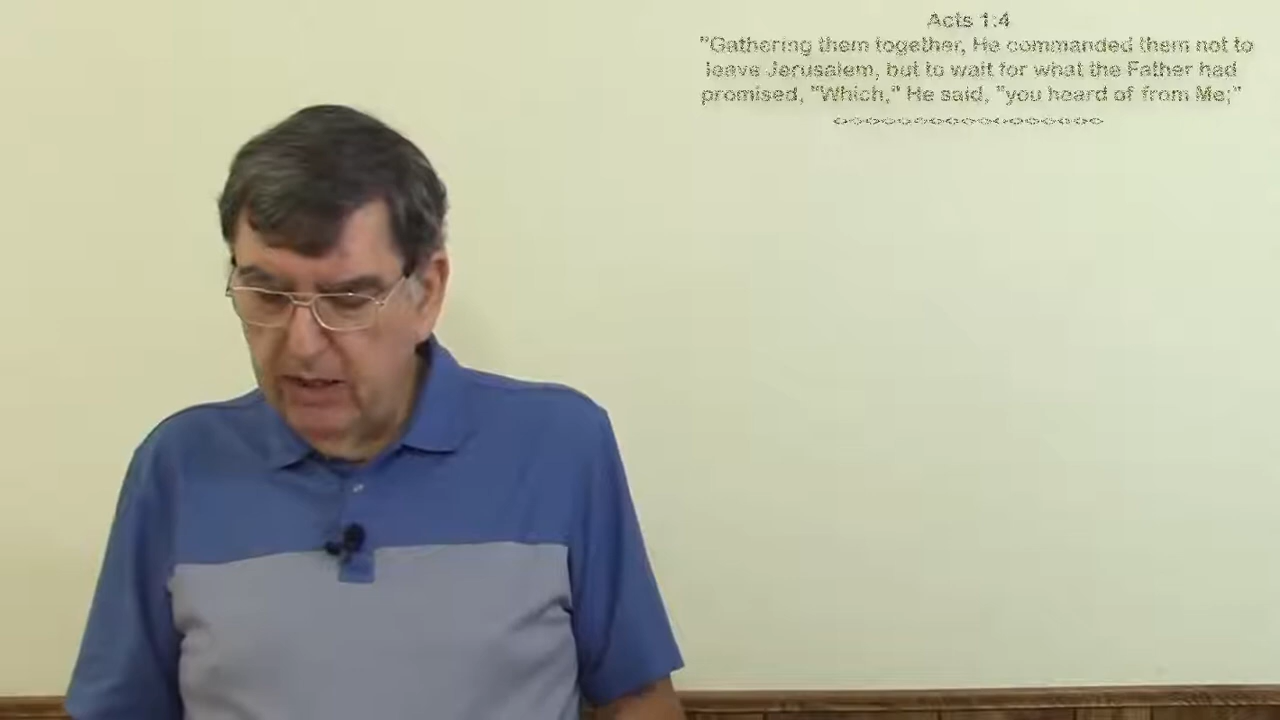 Acts 1:4
"Gathering them together, He commanded them not to
leave Jerusalem, but to wait for what the Father had
promised, "Which," He said, "you heard of from Me;"